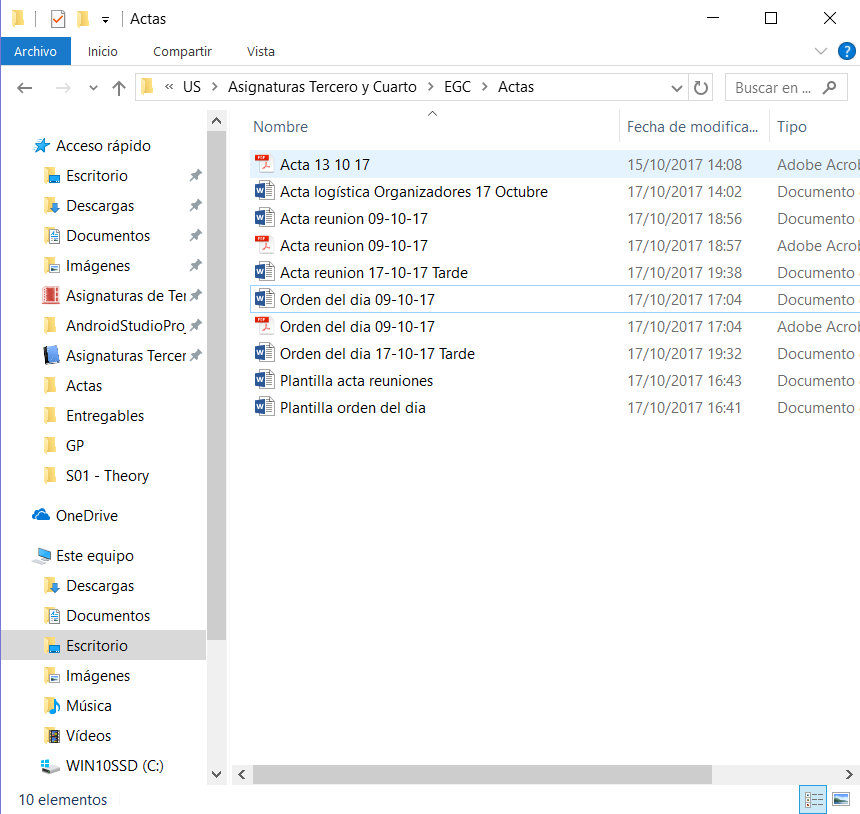 Actas
Archivo Inicio Compartir Vista
« US > Asignaturas Tercero y Cuarto > EGC > Actas
Buscar en ...
Nombre Fecha de modifica... Tipo
Acta 13 10 17 15/10/2017 14:08 Adobe Acrob
Acta logística Organizadores 17 Octubre 17/10/2017 14:02 Documento
Acta reunion 09-10-17 17/10/2017 18:56 Documento
Acta reunion 09-10-17 17/10/2017 18:57 Adobe Acrob
Acta reunion 17-10-17 Tarde 17/10/2017 19:38 Documento
Orden del dia 09-10-17 17/10/2017 17:04 Documento
Orden del dia 09-10-17 17/10/2017 17:04 Adobe Acrob
Orden del dia 17-10-17 Tarde 17/10/2017 19:32 Documento
Plantilla acta reuniones 17/10/2017 16:43 Documento
Plantilla orden del dia 17/10/2017 16:41 Documento
Acceso rápido
Escritorio
Descargas
Documentos
Imágenes
Asignaturas de Ter
AndroidStudioPro
Asignaturas Tercer
Actas
Entregables
GP
S01 - Theory
OneDrive
Este equipo
Descargas
Documentos
Escritorio
Imágenes
Música
Vídeos
WIN10SSD (C:)
10 elementos